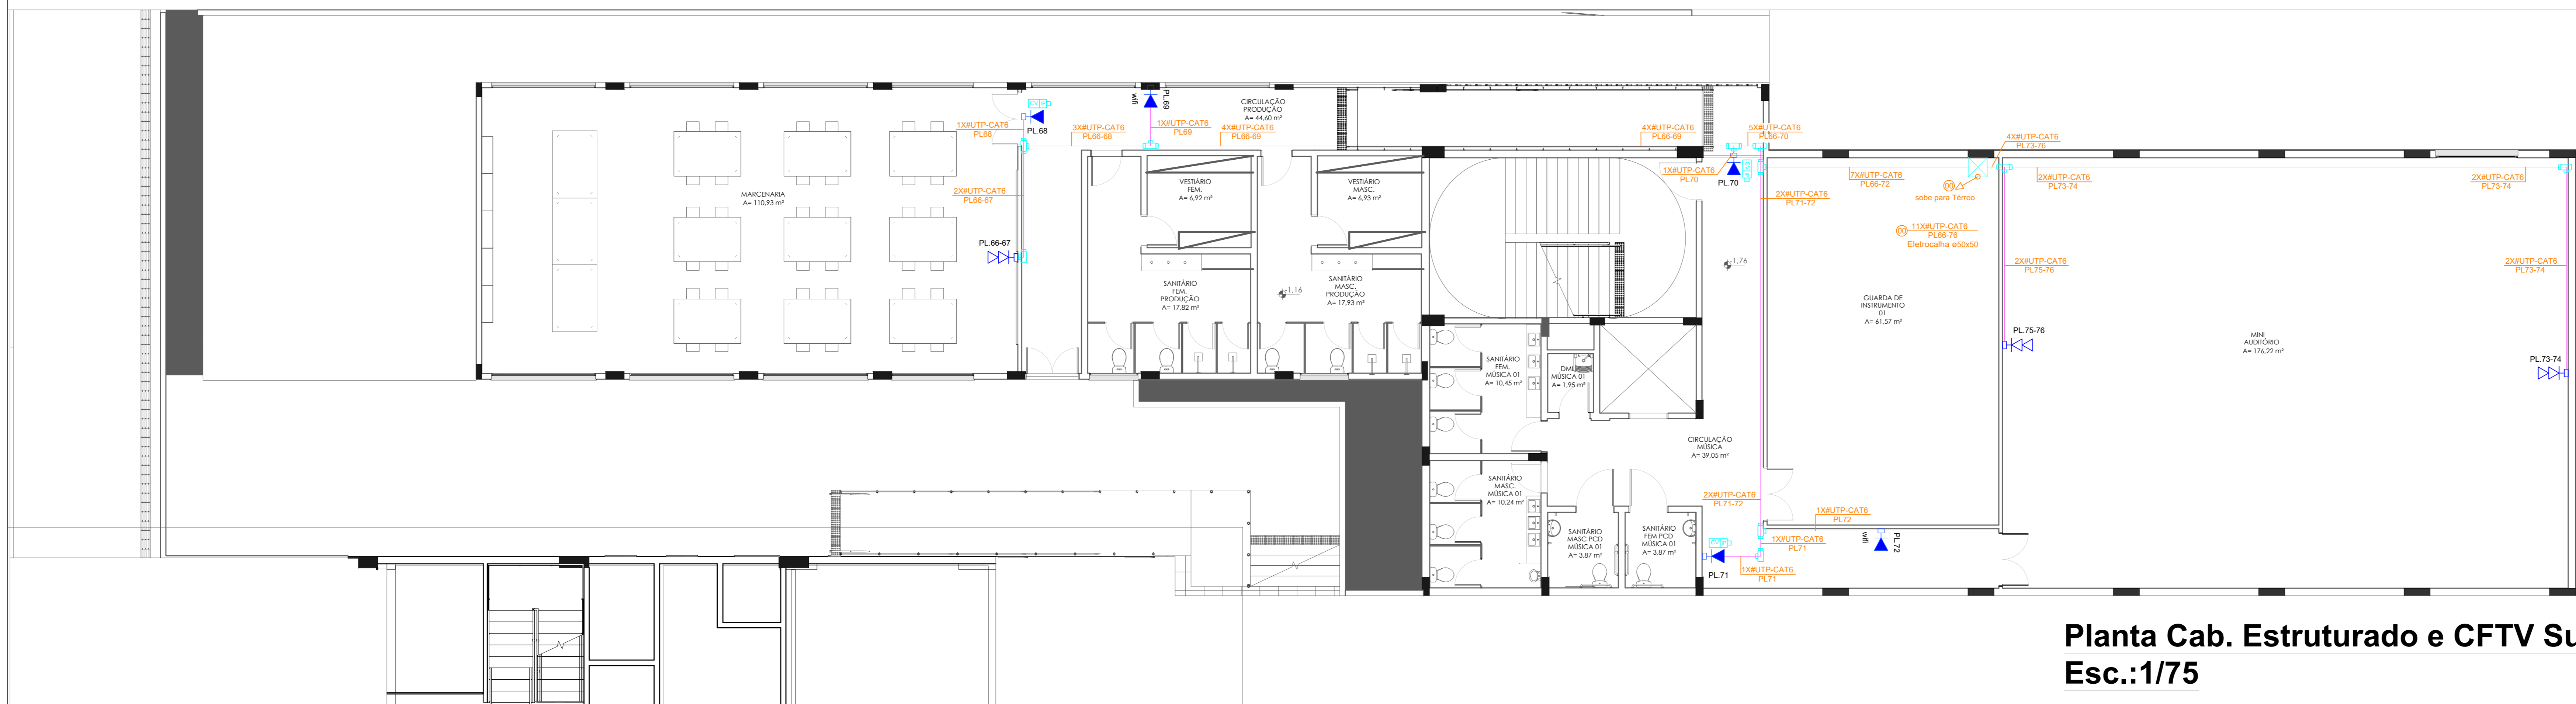 1X#UTP-CAT6
PL68
PL.68
3X#UTP-CAT6
PL66-68
wifi
PL.69
1X#UTP-CAT6
PL69
CIRCULAÇÃO
PRODUÇÃO
A= 44,60 m²
4X#UTP-CAT6
PL66-69
4X#UTP-CAT6
PL66-69
5X#UTP-CAT6
PL66-70
1X#UTP-CAT6
PL70
PL.70
4X#UTP-CAT6
PL73-76
MARCENARIA
A= 110,93 m²
2X#UTP-CAT6
PL66-67
PL.66-67
VESTIÁRIO
FEM.
A= 6,92 m²
VESTIÁRIO
MASC.
A= 6,93 m²
2X#UTP-CAT6
PL71-72
7X#UTP-CAT6
PL66-72
00
sobe para Térreo
2X#UTP-CAT6
PL73-74
2X#UTP-CAT6
PL73-74
00
11X#UTP-CAT6
PL66-76
Eletrocalha ø50x50
-1,76
2X#UTP-CAT6
PL75-76
2X#UTP-CAT6
PL73-74
SANITÁRIO
FEM.
PRODUÇÃO
A= 17,82 m²
-1,16
SANITÁRIO
MASC.
PRODUÇÃO
A= 17,93 m²
GUARDA DE
INSTRUMENTO
01
A= 61,57 m²
PL.75-76
MINI
AUDITÓRIO
A= 176,22 m²
PL.73-74
SANITÁRIO
FEM.
MÚSICA 01
A= 10,45 m²
DML
MÚSICA 01
A= 1,95 m²
CIRCULAÇÃO
MÚSICA
A= 39,05 m²
SANITÁRIO
MASC.
MÚSICA 01
A= 10,24 m²
2X#UTP-CAT6
PL71-72
SANITÁRIO
MASC PCD
MÚSICA 01
A= 3,87 m²
SANITÁRIO
FEM PCD
MÚSICA 01
A= 3,87 m²
1X#UTP-CAT6
PL72
wifi
PL.72
1X#UTP-CAT6
PL71
1X#UTP-CAT6
PL71
PL.71
Planta Cab. Estruturado e CFTV Su
Esc.:1/75